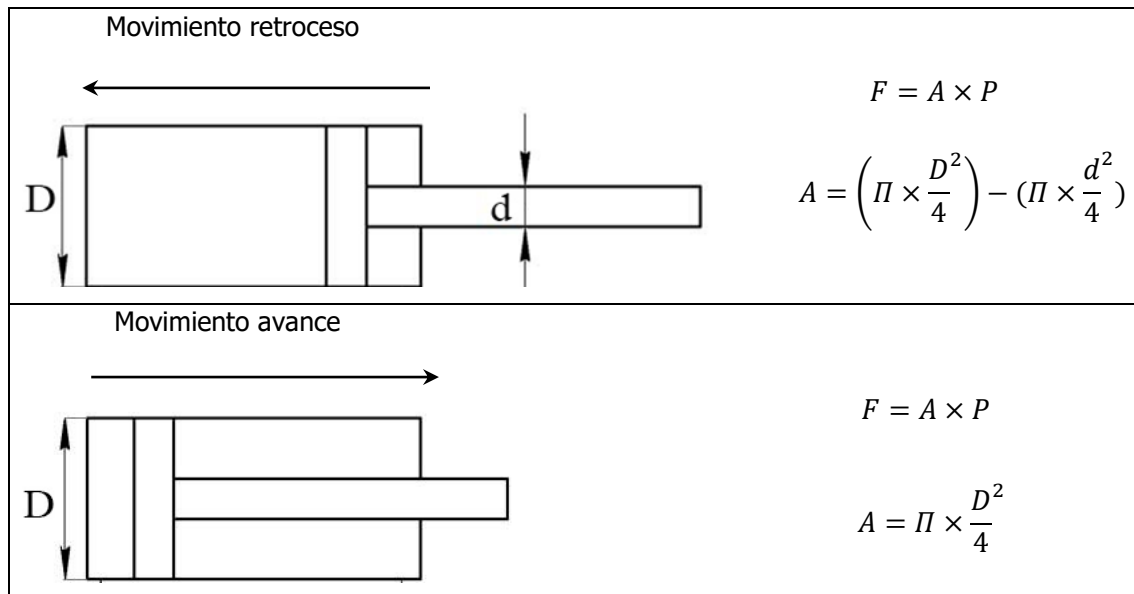 Movimiento retroceso
D
d
F = A × P
A = (Π × D²/4) − (Π × d²/4)
Movimiento avance
D
F = A × P
A = Π × D²/4